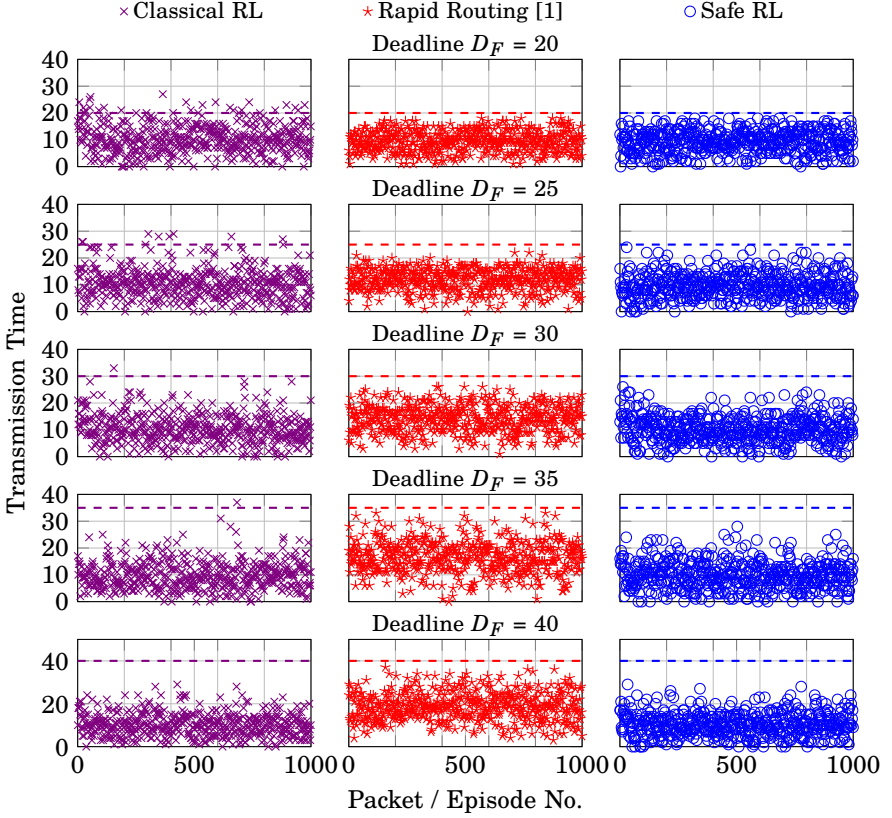 × Classical RL ✶ Rapid Routing [1] ○ Safe RL
Deadline D_F = 20
40
30
20
10
0
Deadline D_F = 25
40
30
20
10
0
Deadline D_F = 30
40
30
20
10
0
Deadline D_F = 35
40
30
20
10
0
Deadline D_F = 40
40
20
0
0 500 1000 0 500 1000 0 500 1000
Transmission Time
Packet / Episode No.